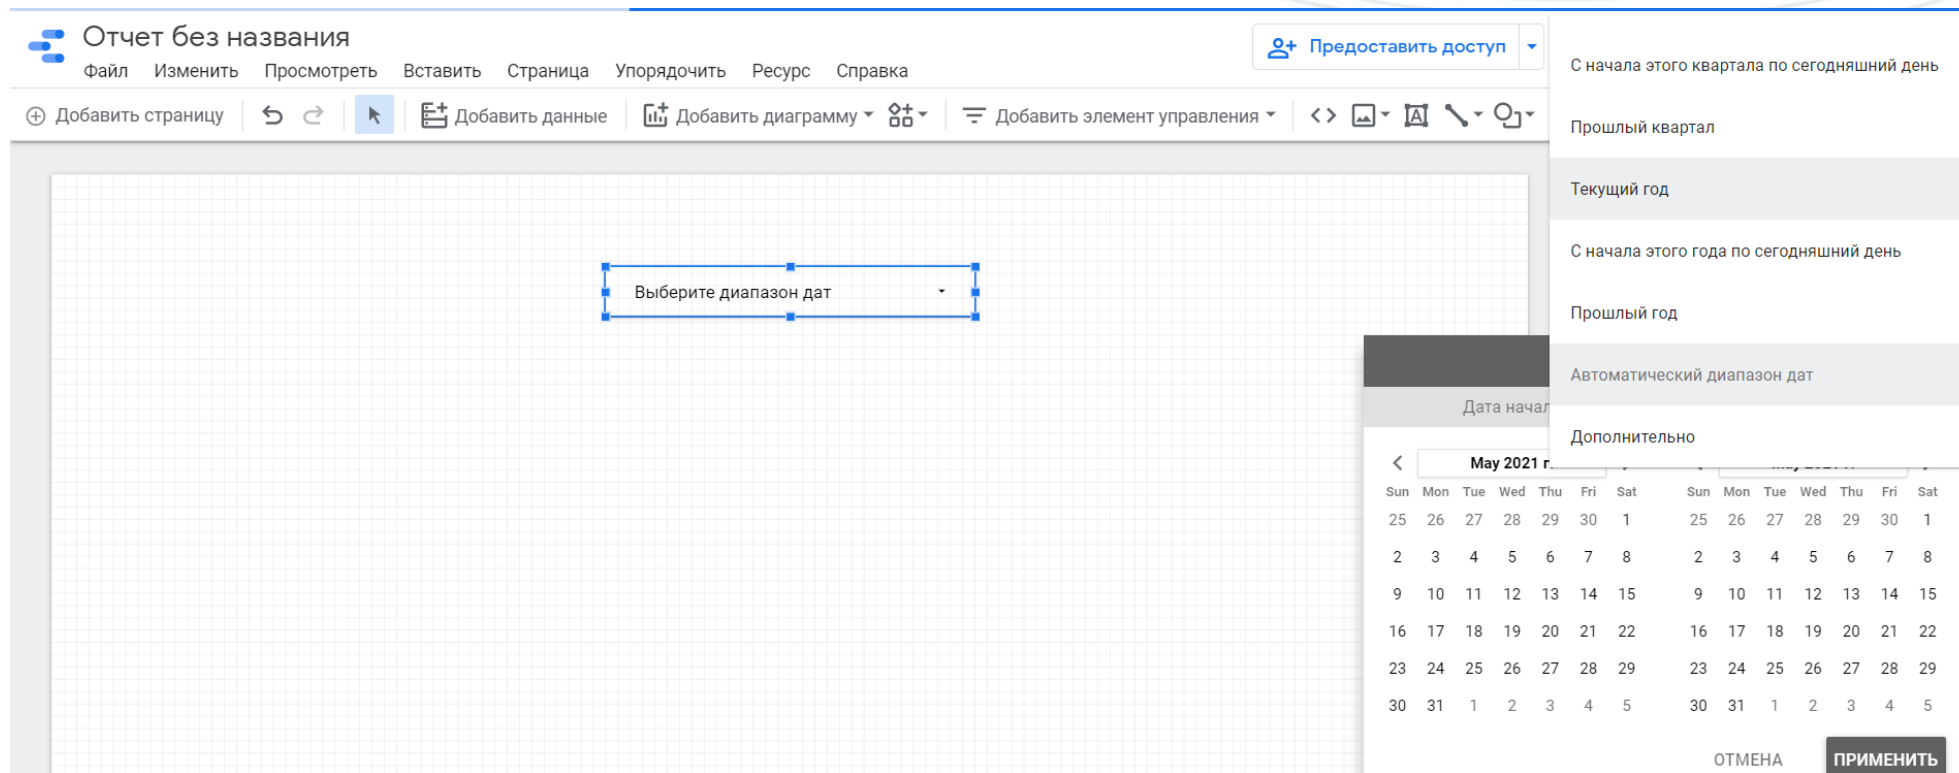 Отчет без названия
Файл Изменить Просмотреть Вставить Страница Упорядочить Ресурс Справка
Предоставить доступ
Добавить страницу Добавить данные Добавить диаграмму Добавить элемент управления
С начала этого квартала по сегодняшний день
Прошлый квартал
Текущий год
С начала этого года по сегодняшний день
Прошлый год
Автоматический диапазон дат
Дополнительно
Выберите диапазон дат
Дата начал
May 2021 г
Sun Mon Tue Wed Thu Fri Sat Sun Mon Tue Wed Thu Fri Sat
25 26 27 28 29 30 1 25 26 27 28 29 30 1
2 3 4 5 6 7 8 2 3 4 5 6 7 8
9 10 11 12 13 14 15 9 10 11 12 13 14 15
16 17 18 19 20 21 22 16 17 18 19 20 21 22
23 24 25 26 27 28 29 23 24 25 26 27 28 29
30 31 1 2 3 4 5 30 31 1 2 3 4 5
ОТМЕНА ПРИМЕНИТЬ